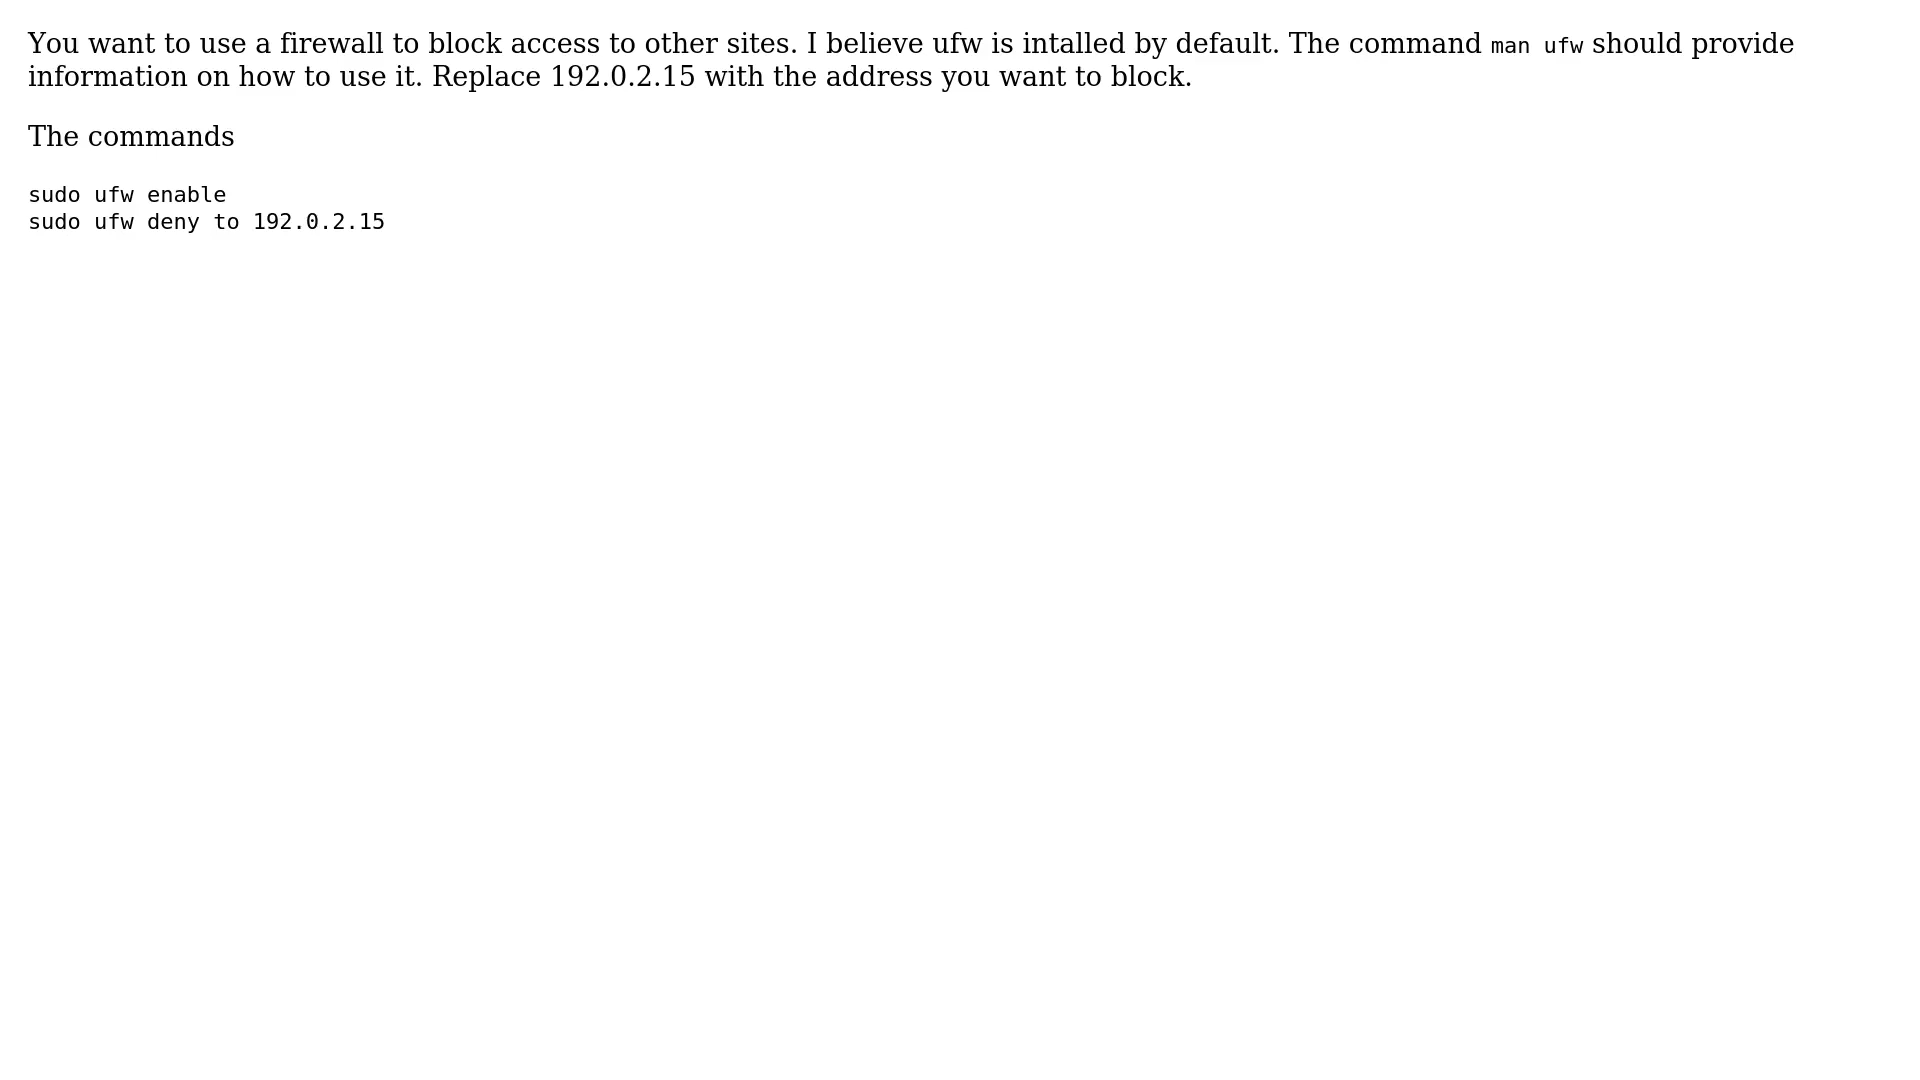 You want to use a firewall to block access to other sites. I believe ufw is intalled by default. The command man ufw should provide
information on how to use it. Replace 192.0.2.15 with the address you want to block.
The commands
sudo ufw enable
sudo ufw deny to 192.0.2.15